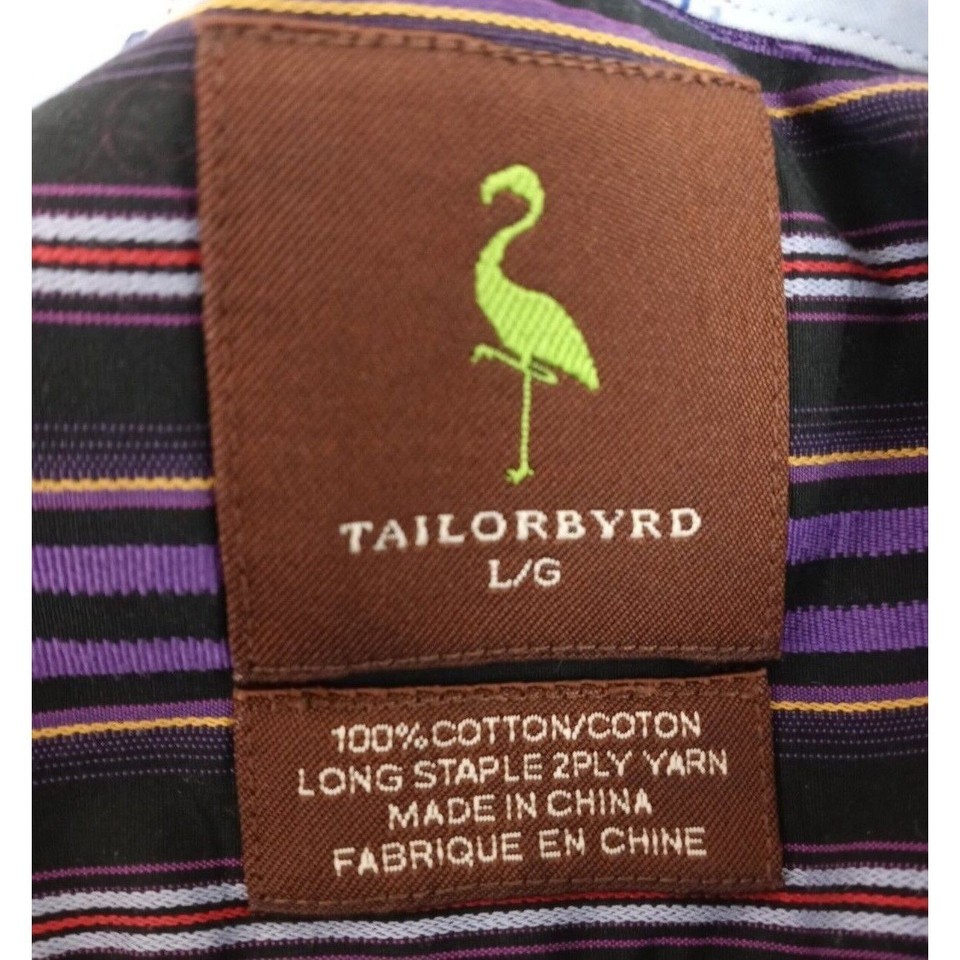 TAILORBYRD
L/G
100% COTTON/COTON
LONG STAPLE 2PLY YARN
MADE IN CHINA
FABRIQUE EN CHINE